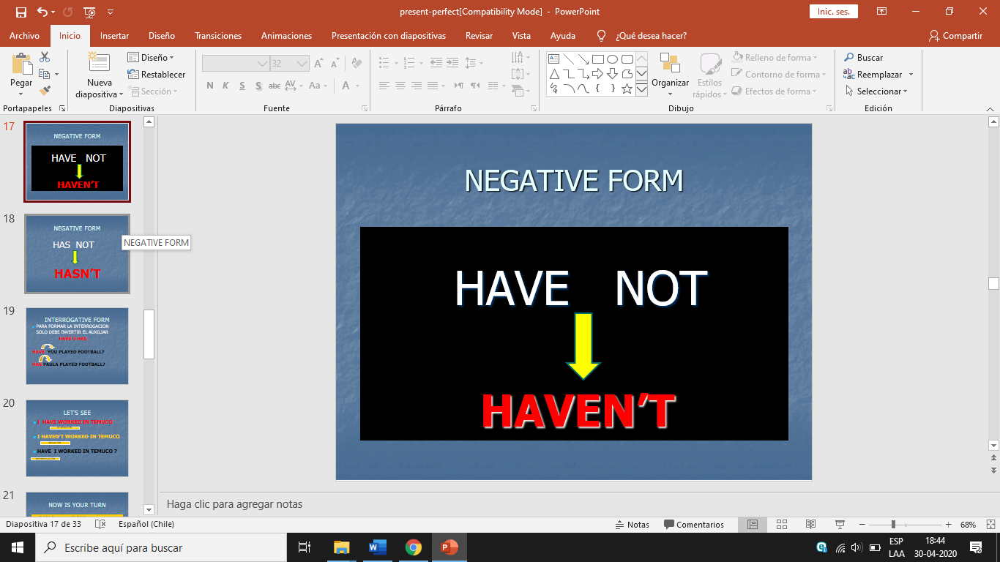 present-perfect[Compatibility Mode] - PowerPoint
Inic. ses.
Archivo
Inicio
Insertar
Diseño
Transiciones
Animaciones
Presentación con diapositivas
Revisar
Vista
Ayuda
¿Qué desea hacer?
Compartir
Pegar
Portapapeles
Nueva
diapositiva
Diseño
Restablecer
Sección
Diapositivas
32
A A
N K S S abc AV Aa A
Fuente
Párrafo
Organizar
Estilos
rápidos
Relleno de forma
Contorno de forma
Efectos de forma
Dibujo
Buscar
Reemplazar
Seleccionar
Edición
17
NEGATIVE FORM
HAVE NOT
HAVEN'T
18
NEGATIVE FORM
HAS NOT
HASN'T
NEGATIVE FORM
19
INTERROGATIVE FORM
PARA FORMAR LA INTERROGACION
SOLO DEBE INVERTIR EL AUXILIAR
HAVE O HAS
HAVE YOU PLAYED FOOTBALL?
HAS PAULA PLAYED FOOTBALL?
20
LET'S SEE
I HAVE WORKED IN TEMUCO
I HAVEN'T WORKED IN TEMUCO
HAVE I WORKED IN TEMUCO ?
21
NOW IS YOUR TURN
NEGATIVE FORM
HAVE NOT
HAVEN'T
Haga clic para agregar notas
Diapositiva 17 de 33
Español (Chile)
Notas
Comentarios
68%
Escribe aquí para buscar
ESP
LAA
18:44
30-04-2020